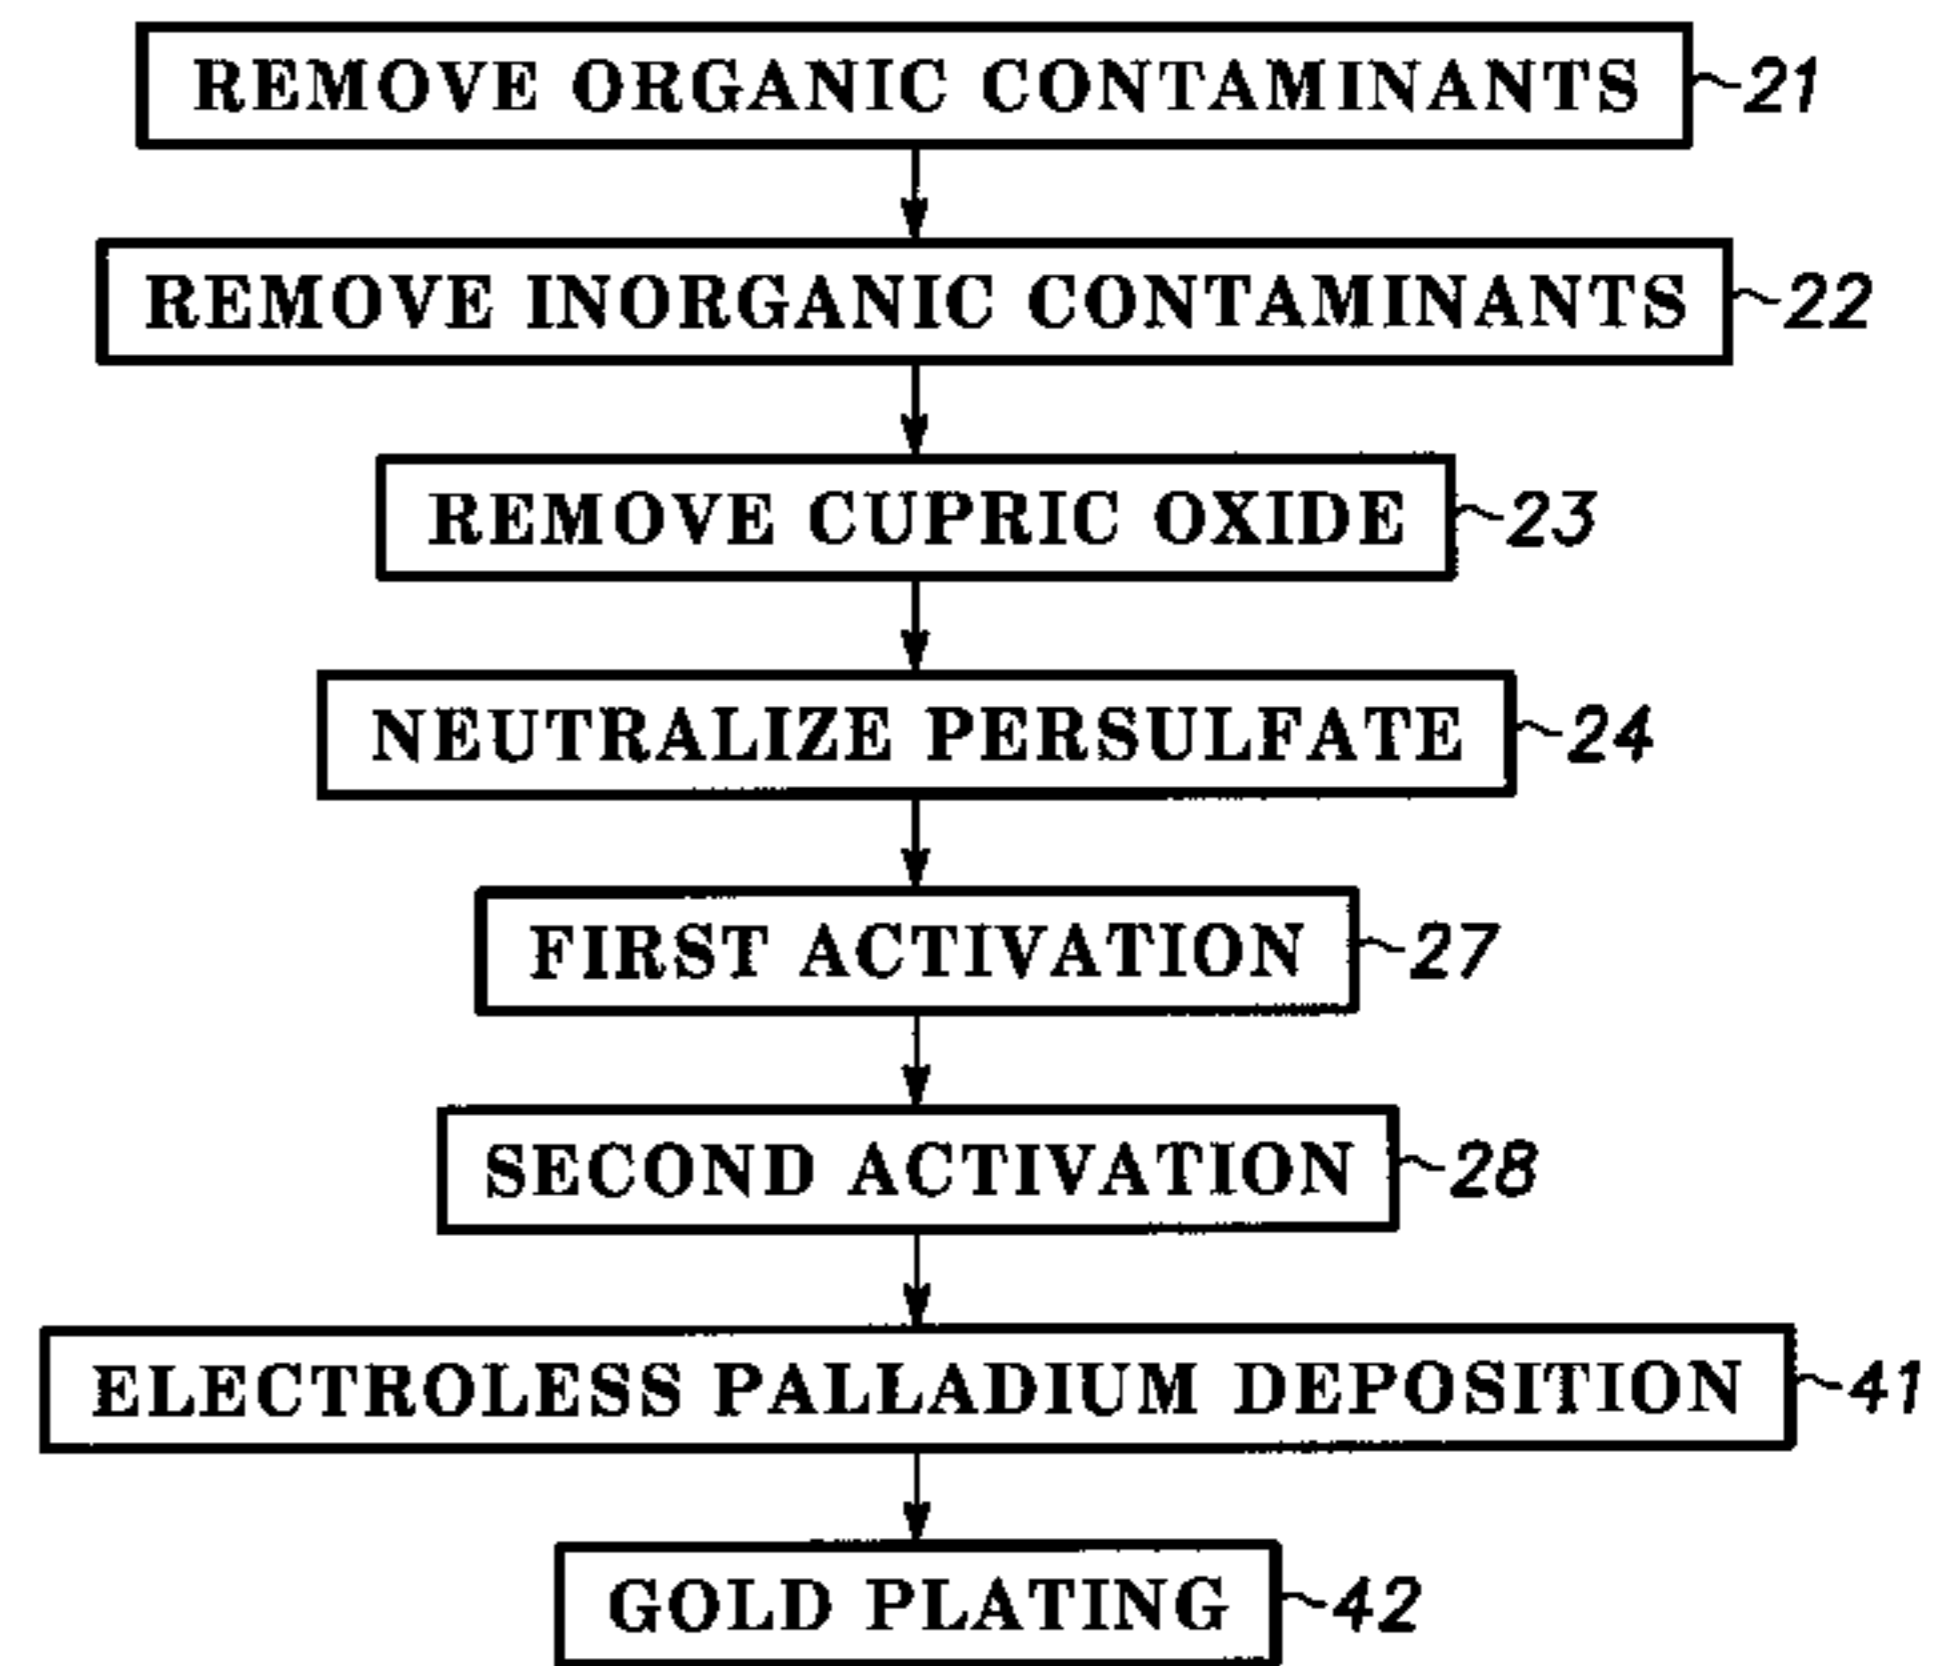 REMOVE ORGANIC CONTAMINANTS 21
REMOVE INORGANIC CONTAMINANTS 22
REMOVE CUPRIC OXIDE 23
NEUTRALIZE PERSULFATE 24
FIRST ACTIVATION 27
SECOND ACTIVATION 28
ELECTROLESS PALLADIUM DEPOSITION 41
GOLD PLATING 42